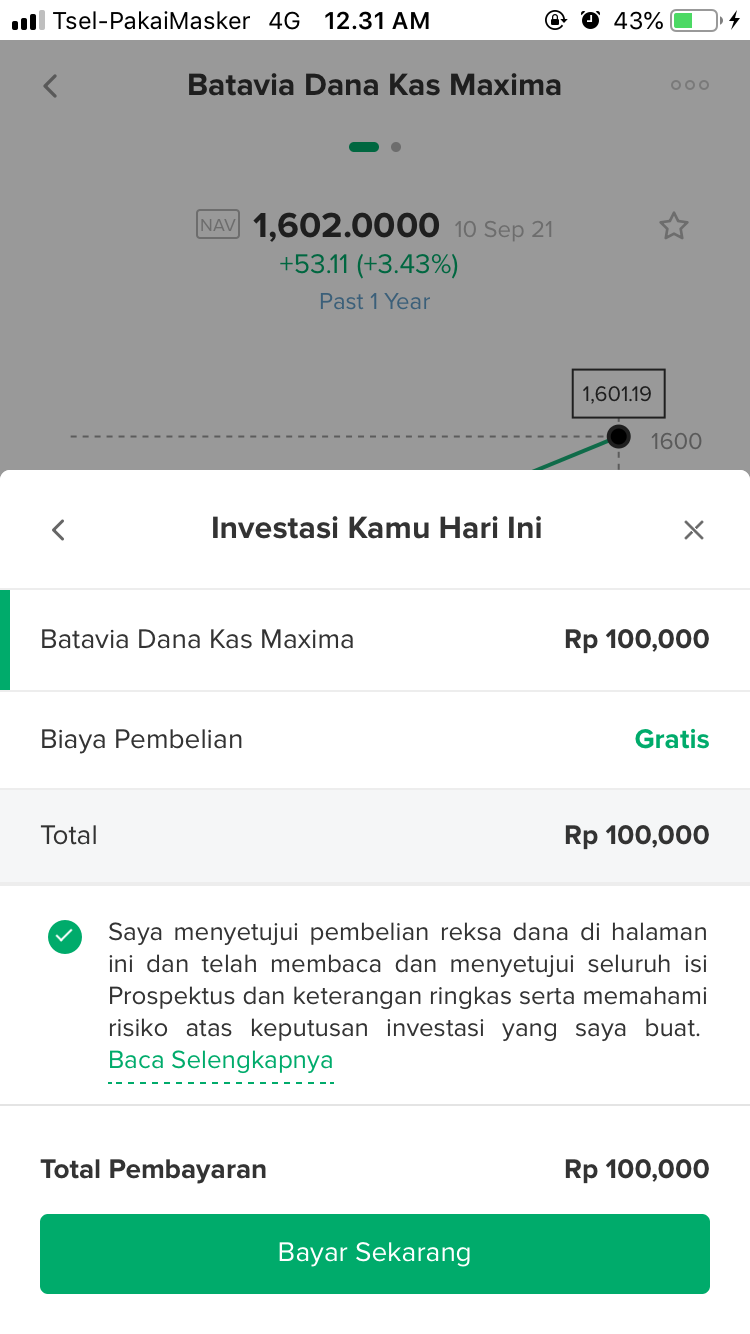 Tsel-PakaiMasker 4G 12.31 AM 43%
Batavia Dana Kas Maxima
NAV 1,602.0000 10 Sep 21
+53.11 (+3.43%)
Past 1 Year
1,601.19
1600
Investasi Kamu Hari Ini
Batavia Dana Kas Maxima Rp 100,000
Biaya Pembelian Gratis
Total Rp 100,000
Saya menyetujui pembelian reksa dana di halaman
ini dan telah membaca dan menyetujui seluruh isi
Prospektus dan keterangan ringkas serta memahami
risiko atas keputusan investasi yang saya buat.
Baca Selengkapnya
Total Pembayaran Rp 100,000
Bayar Sekarang